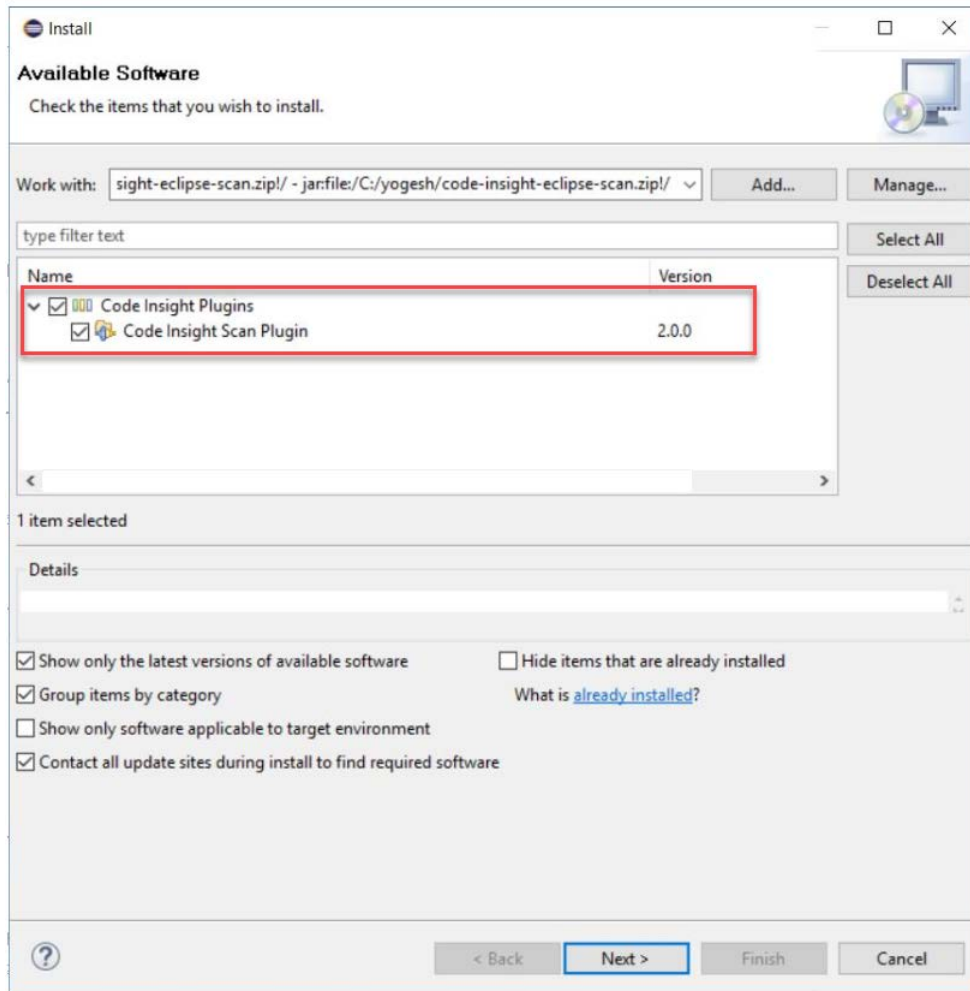 Install
Available Software
Check the items that you wish to install.
Work with: sight-eclipse-scan.zip!/ - jar:file:/C:/yogesh/code-insight-eclipse-scan.zip!/ Add... Manage...
type filter text Select All
Name Version Deselect All
Code Insight Plugins
Code Insight Scan Plugin 2.0.0
1 item selected
Details
Show only the latest versions of available software Hide items that are already installed
Group items by category What is already installed?
Show only software applicable to target environment
Contact all update sites during install to find required software
? < Back Next > Finish Cancel